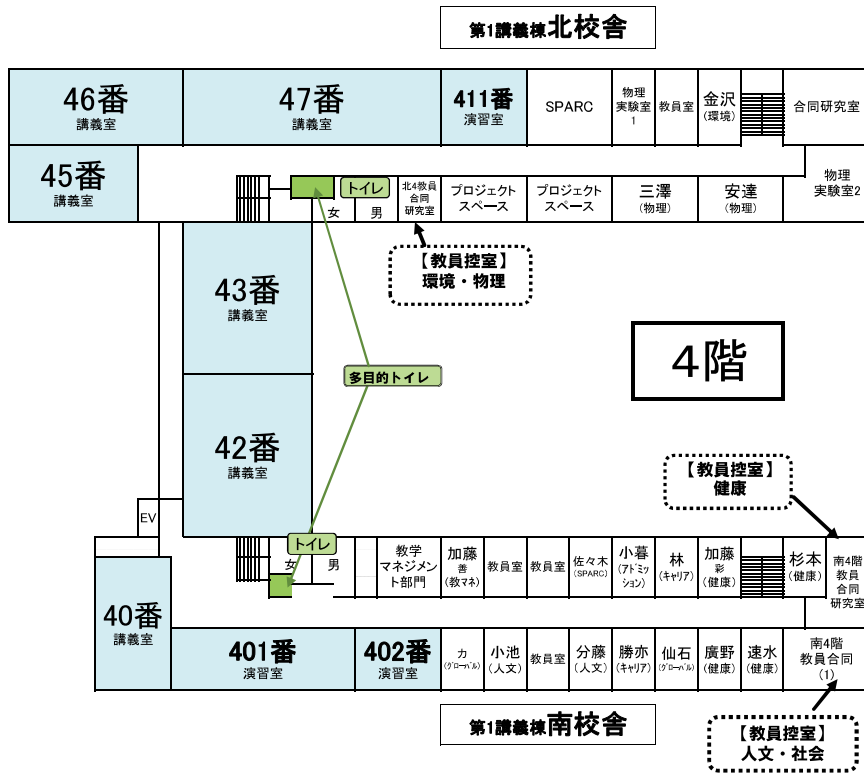 第1講義棟北校舎
46番
講義室
47番
講義室
411番
演習室
SPARC
物理
実験室
1
教員室
金沢
(環境)
合同研究室
45番
講義室
トイレ
女
男
北4教員
合同
研究室
プロジェクト
スペース
プロジェクト
スペース
三澤
(物理)
安達
(物理)
物理
実験室2
【教員控室】
環境・物理
43番
講義室
4階
多目的トイレ
42番
講義室
【教員控室】
健康
EV
トイレ
女
男
教学
マネジメン
ト部門
加藤
善
(教マネ)
教員室
教員室
佐々木
(SPARC)
小暮
(アドミッ
ション)
林
(キャリア)
加藤
彩
(健康)
杉本
(健康)
南4階
教員
合同
研究室
40番
講義室
401番
演習室
402番
演習室
カ
(グローバル)
小池
(人文)
教員室
分藤
(人文)
勝亦
(キャリア)
仙石
(グローバル)
廣野
(健康)
速水
(健康)
南4階
教員合同
(1)
第1講義棟南校舎
【教員控室】
人文・社会